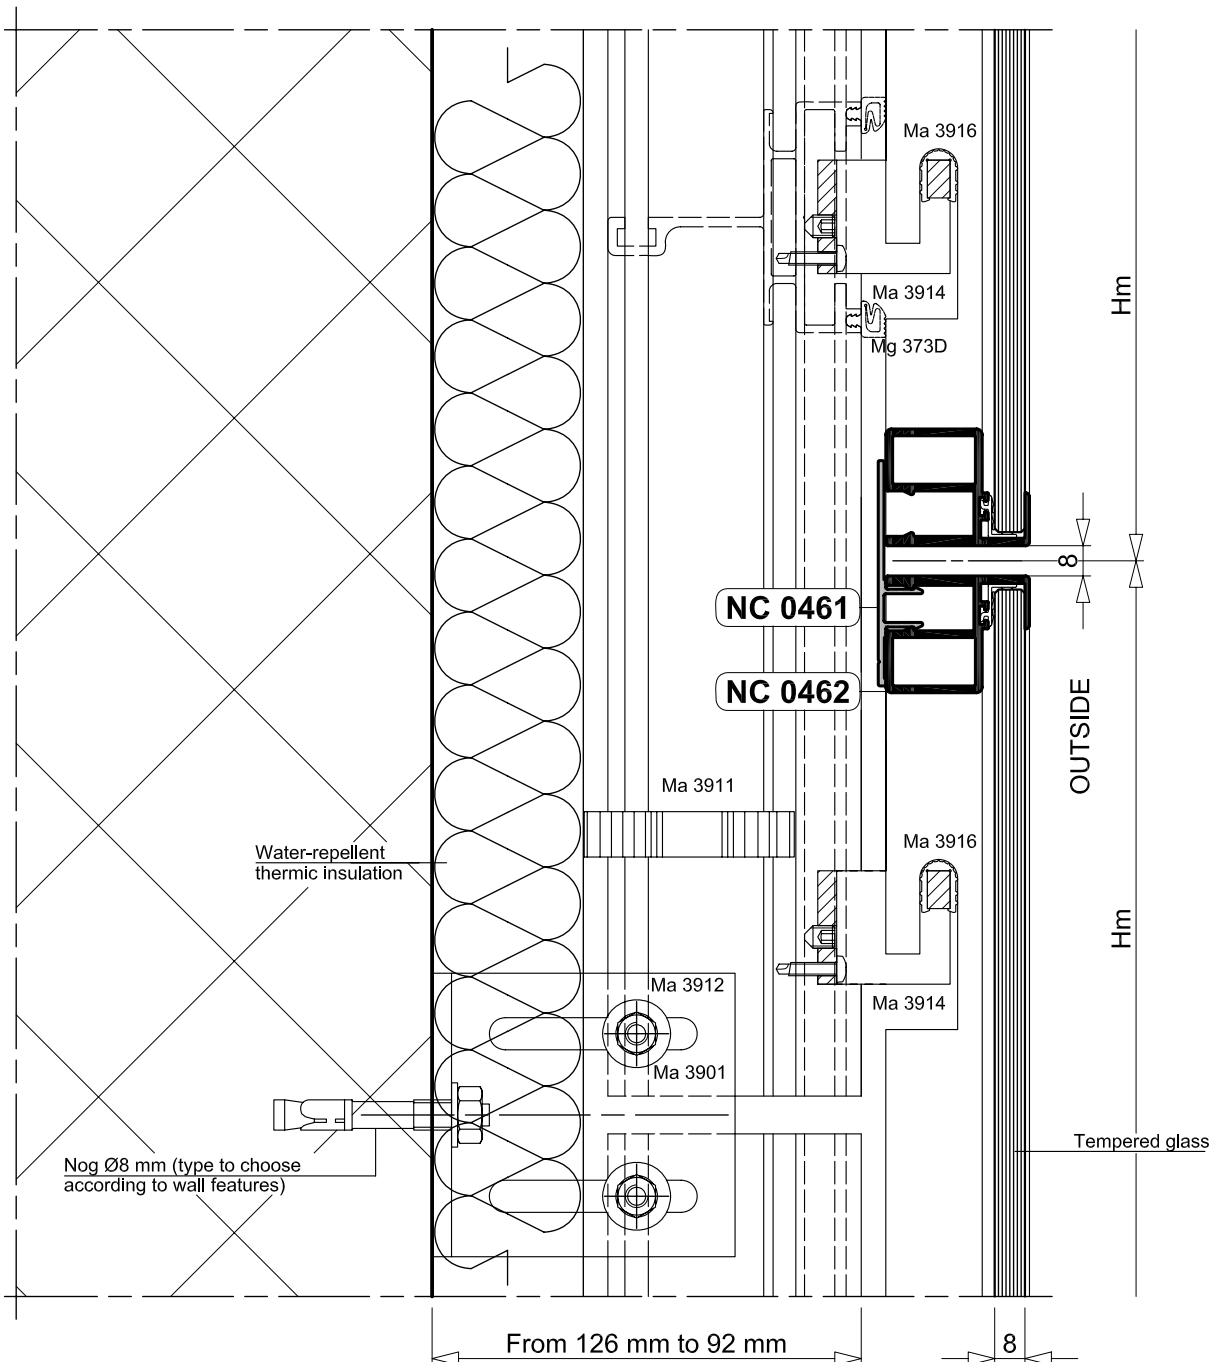 Ma 3916
Hm
Ma 3914
Mg 373D
8
NC 0461
NC 0462
OUTSIDE
Ma 3911
Water-repellent
thermic insulation
Ma 3916
Hm
Ma 3912
Ma 3914
Ma 3901
Tempered glass
Nog Ø8 mm (type to choose
according to wall features)
From 126 mm to 92 mm
8